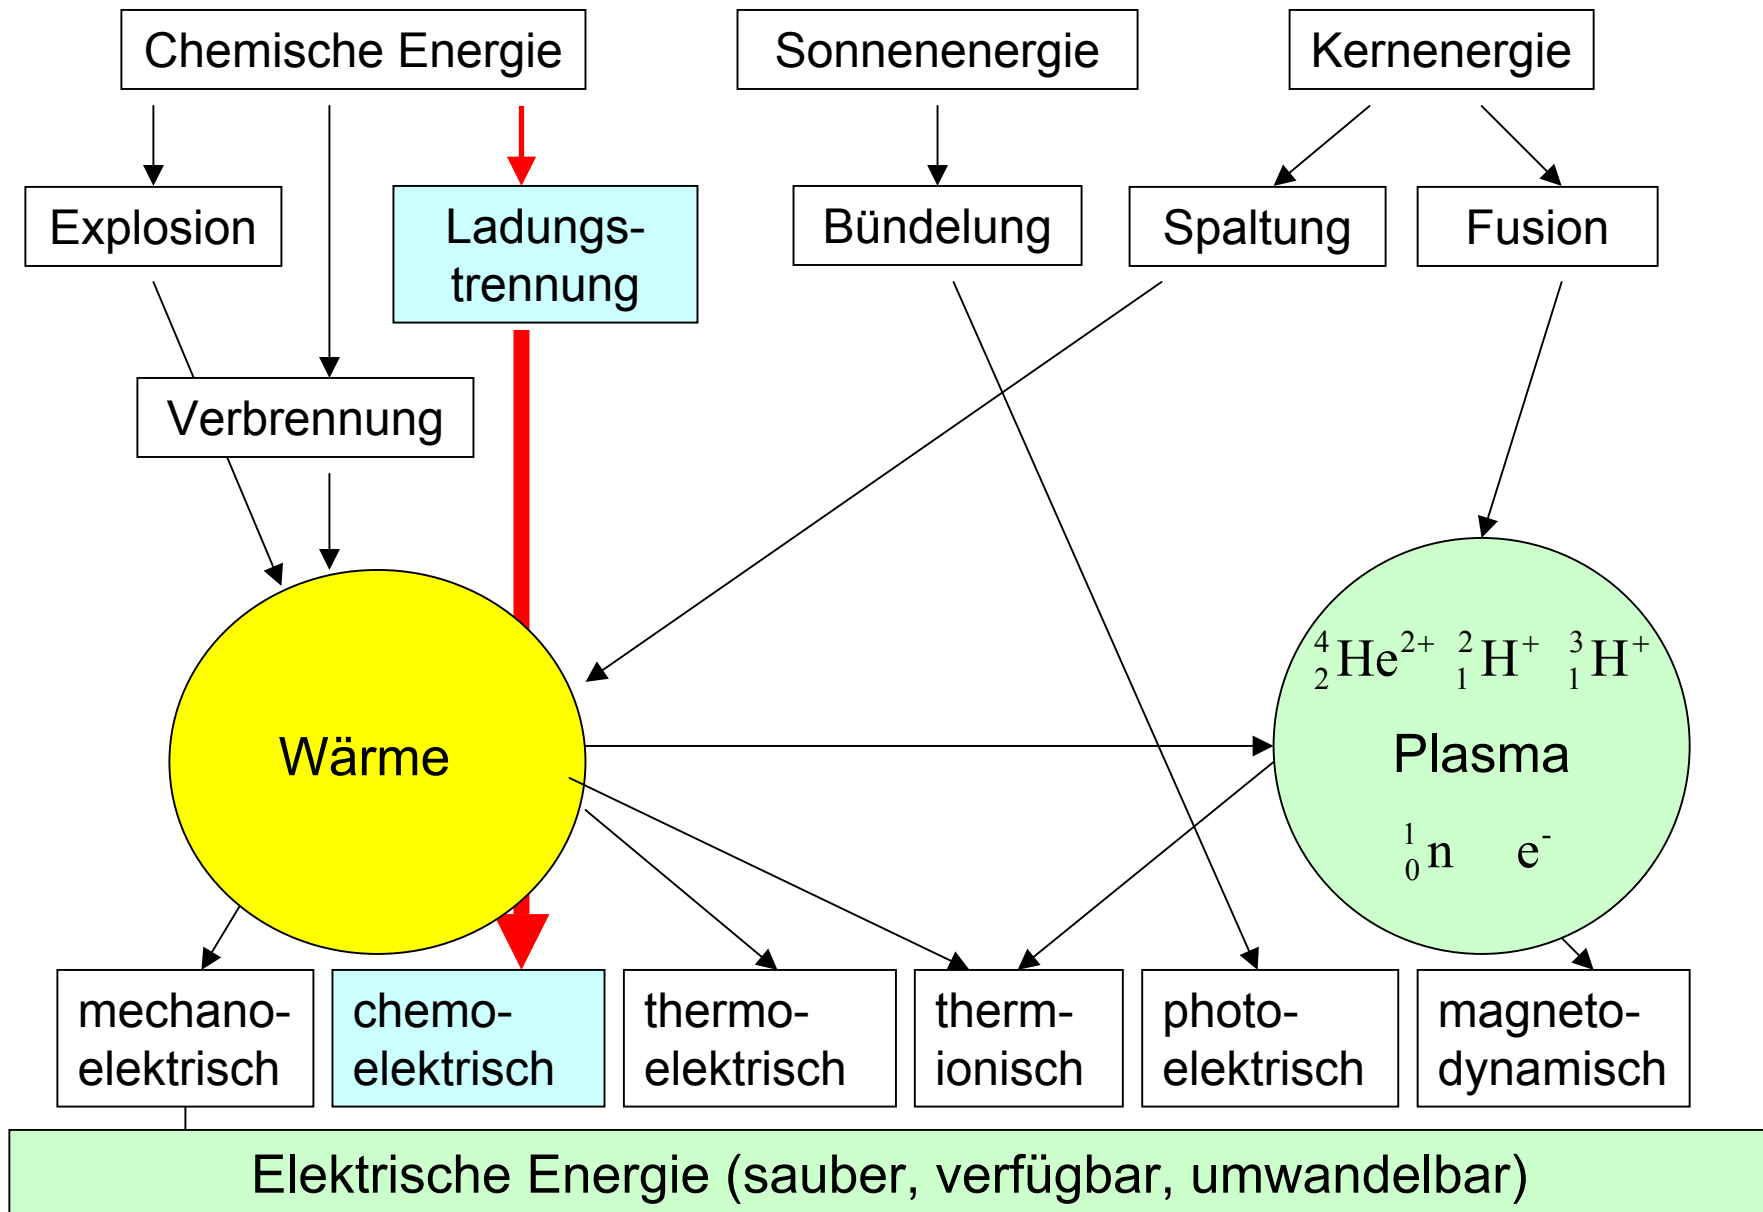 Chemische Energie
Sonnenenergie
Kernenergie
Explosion
Ladungs-
trennung
Bündelung
Spaltung
Fusion
Verbrennung
Wärme
⁴₂He²⁺ ²₁H⁺ ³₁H⁺
Plasma
¹₀n e⁻
mechano-
elektrisch
chemo-
elektrisch
thermo-
elektrisch
therm-
ionisch
photo-
elektrisch
magneto-
dynamisch
Elektrische Energie (sauber, verfügbar, umwandelbar)